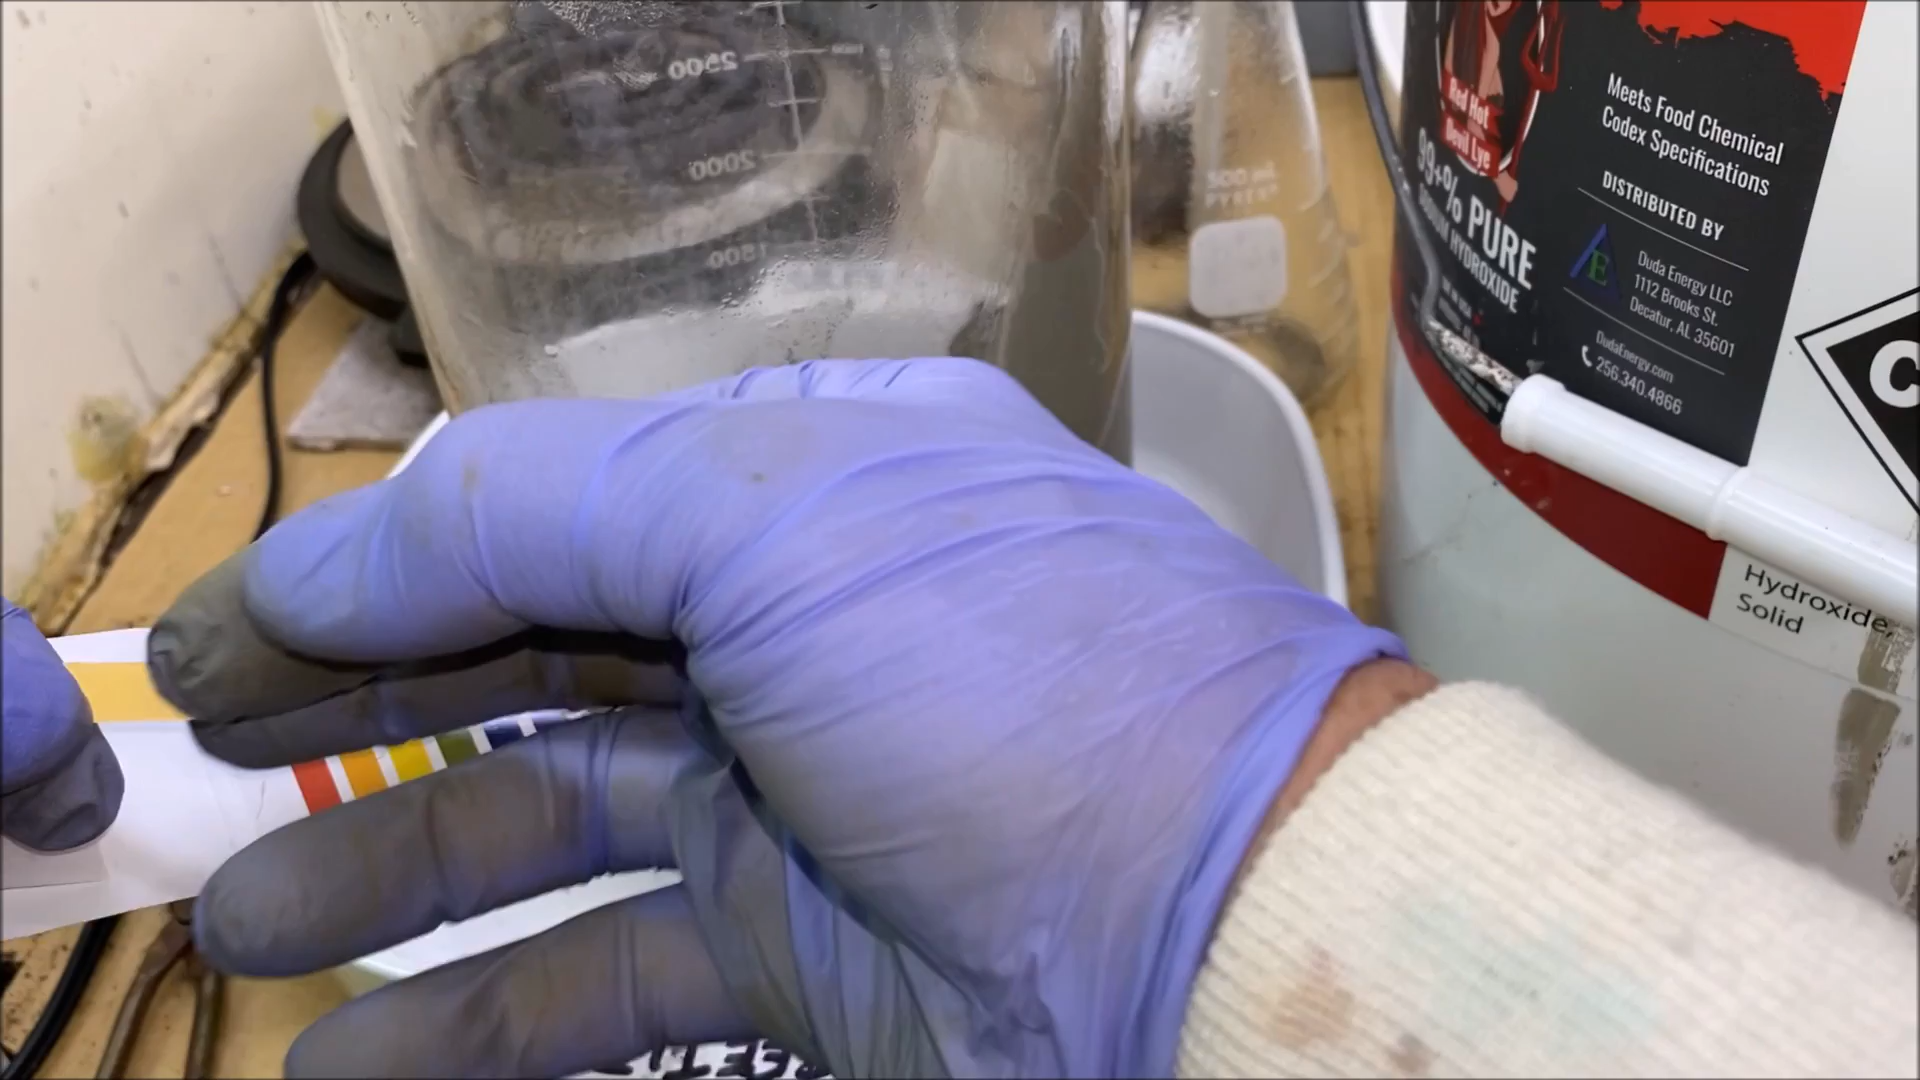 2500
2000
1500
500 mL
PYREX
Red Hot
Devil Lye
99+% PURE
SODIUM HYDROXIDE
Meets Food Chemical
Codex Specifications
DISTRIBUTED BY
Duda Energy LLC
1112 Brooks St.
Decatur, AL 35601
DudaEnergy.com
256.340.4866
Hydroxide,
Solid